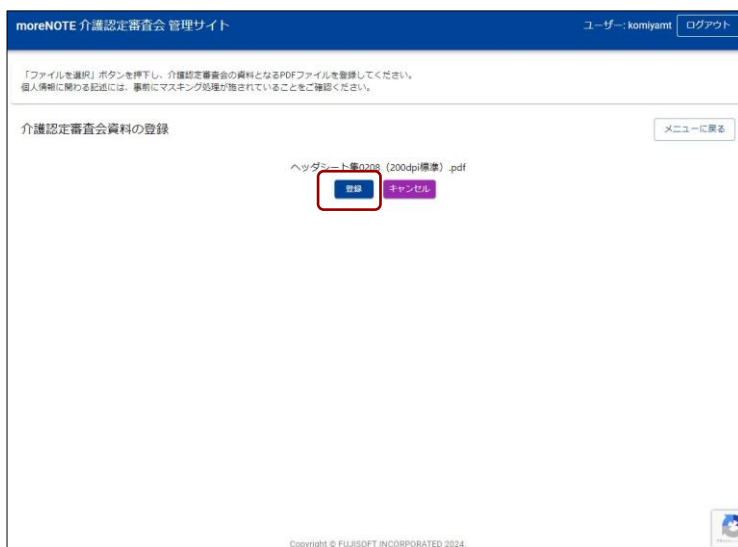 moreNOTE 介護認定審査会 管理サイト
ユーザー: komiyamt ログアウト
「ファイルを選択」ボタンを押下し、介護認定審査会の資料となるPDFファイルを登録してください。
個人情報に関わる記述には、事前にマスキング処理が施されていることをご確認ください。
介護認定審査会資料の登録
メニューに戻る
ヘッダシート集0208（200dpi標準）.pdf
登録 キャンセル
Copyright © FUJISOFT INCORPORATED 2024.